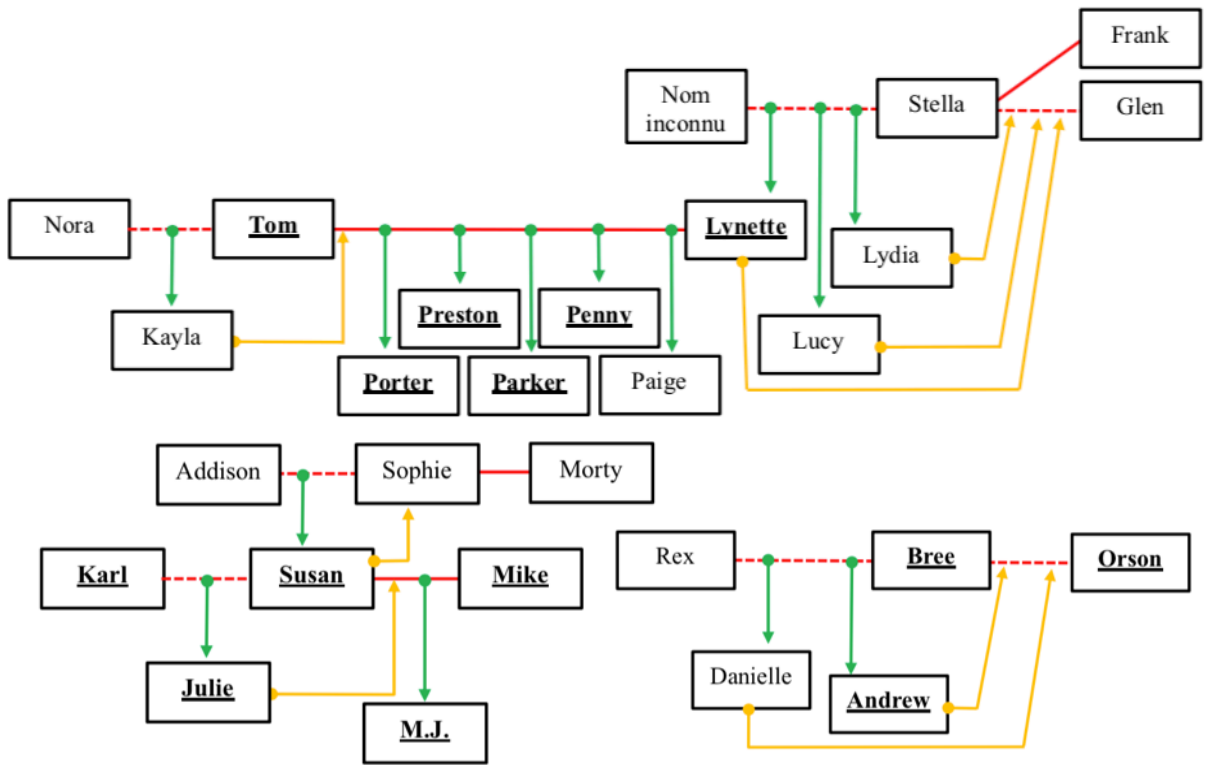 Frank
Nom
inconnu
Stella
Glen
Nora
Tom
Lynette
Lydia
Preston
Penny
Kayla
Lucy
Porter
Parker
Paige
Addison
Sophie
Morty
Karl
Susan
Mike
Rex
Bree
Orson
Julie
Danielle
Andrew
M.J.